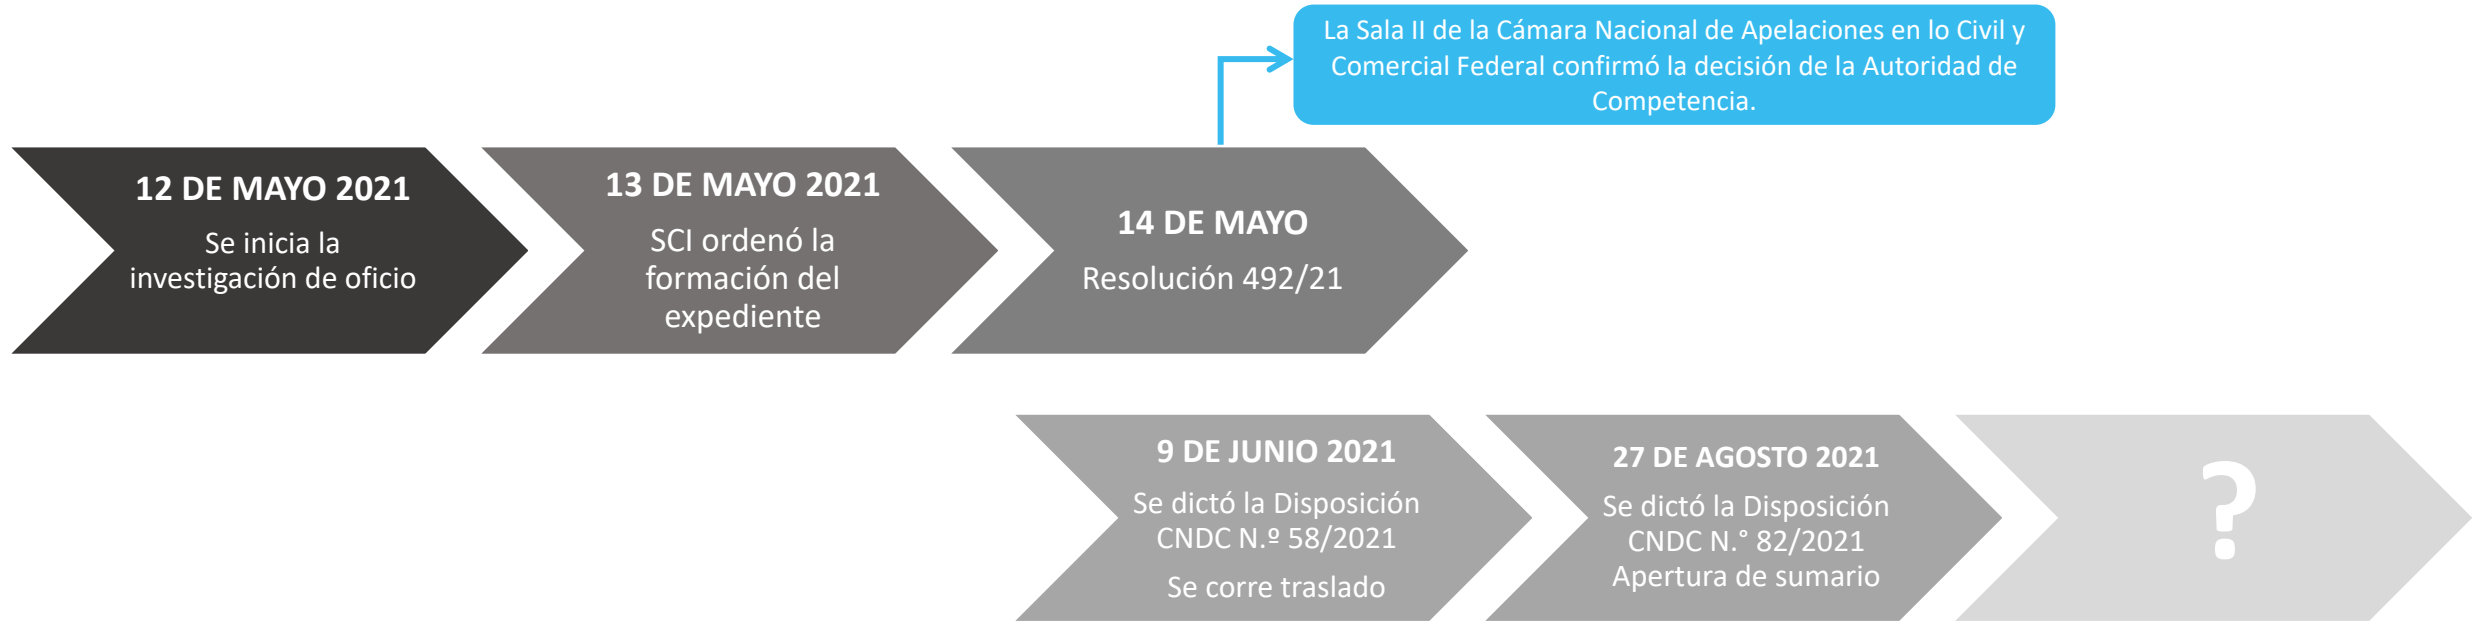 La Sala II de la Cámara Nacional de Apelaciones en lo Civil y
Comercial Federal confirmó la decisión de la Autoridad de
Competencia.
12 DE MAYO 2021
Se inicia la
investigación de oficio
13 DE MAYO 2021
SCI ordenó la
formación del
expediente
14 DE MAYO
Resolución 492/21
9 DE JUNIO 2021
Se dictó la Disposición
CNDC N.º 58/2021
Se corre traslado
27 DE AGOSTO 2021
Se dictó la Disposición
CNDC N.° 82/2021
Apertura de sumario
?